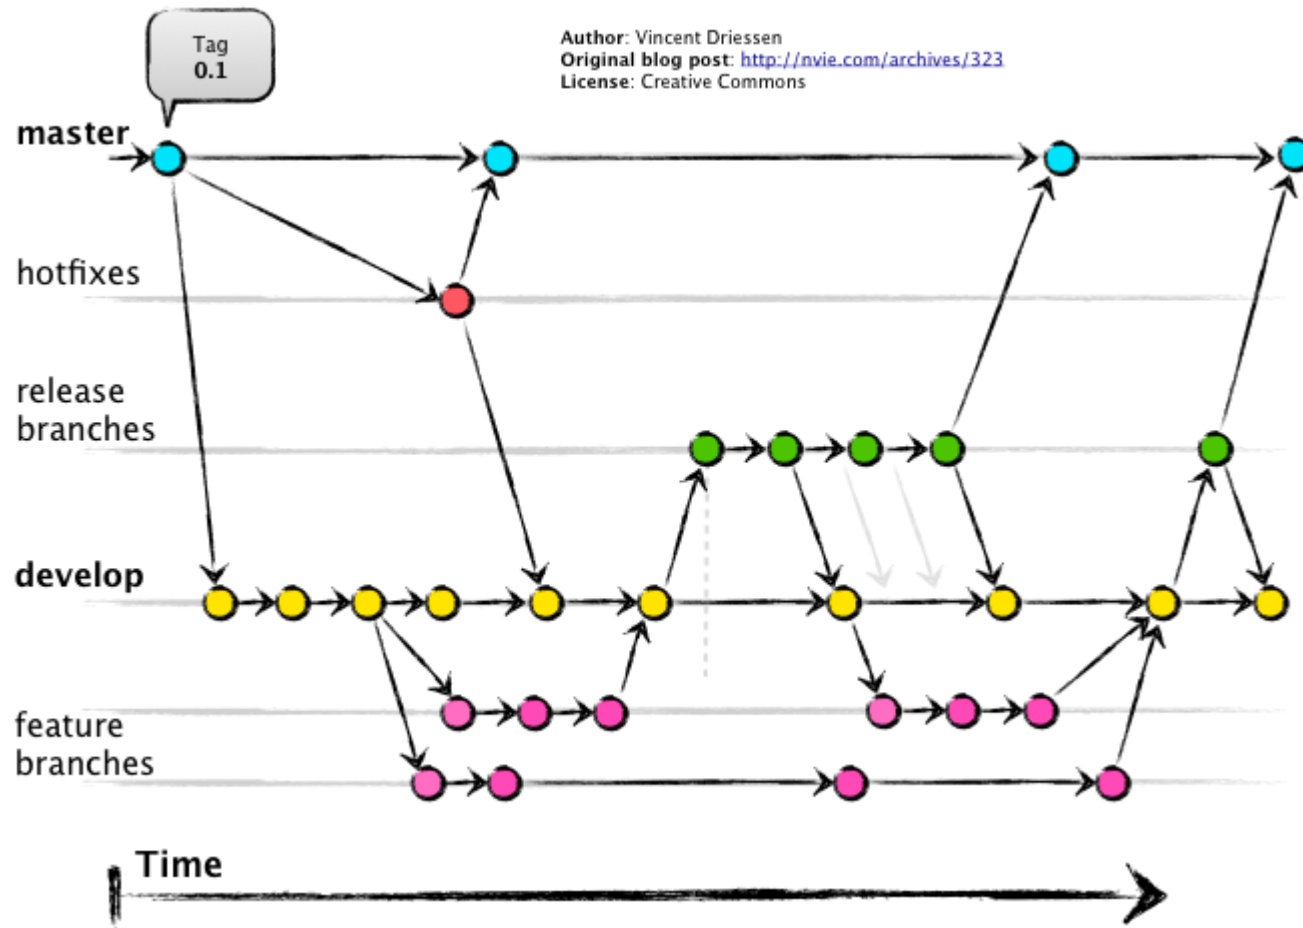 Tag
0.1
Author: Vincent Driessen
Original blog post: http://nvie.com/archives/323
License: Creative Commons
master
hotfixes
release
branches
develop
feature
branches
Time